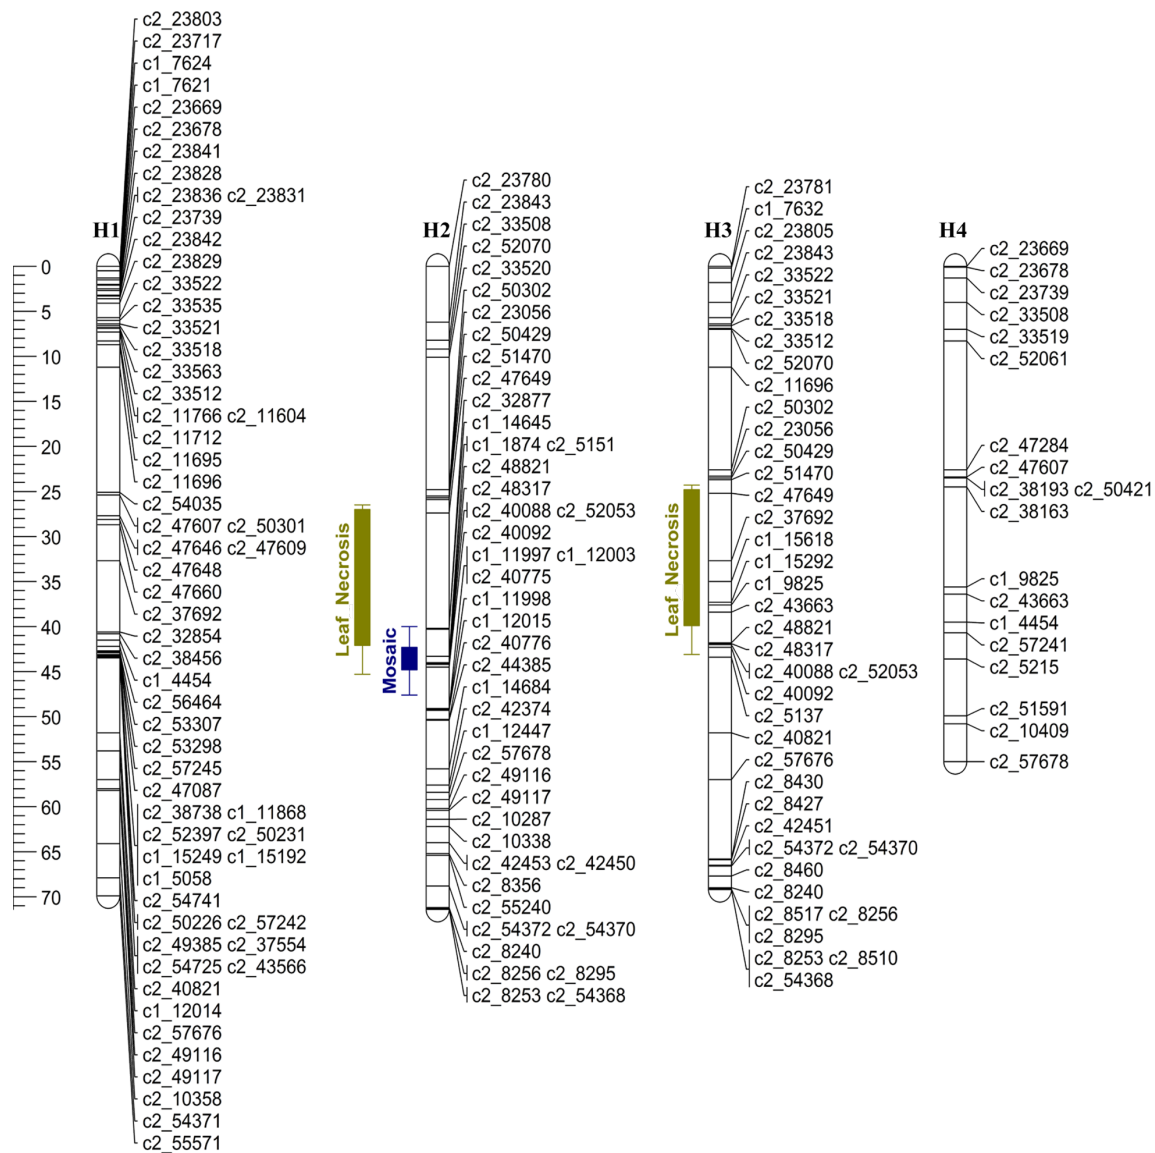 H1
0
5
10
15
20
25
30
35
40
45
50
55
60
65
70
c2_23803
c2_23717
c1_7624
c1_7621
c2_23669
c2_23678
c2_23841
c2_23828
c2_23836 c2_23831
c2_23739
c2_23842
c2_23829
c2_33522
c2_33535
c2_33521
c2_33518
c2_33563
c2_33512
c2_11766 c2_11604
c2_11712
c2_11695
c2_11696
c2_54035
c2_47607 c2_50301
c2_47646 c2_47609
c2_47648
c2_47660
c2_37692
c2_32854
c2_38456
c1_4454
c2_56464
c2_53307
c2_53298
c2_57245
c2_47087
c2_38738 c1_11868
c2_52397 c2_50231
c1_15249 c1_15192
c1_5058
c2_54741
c2_50226 c2_57242
c2_49385 c2_37554
c2_54725 c2_43566
c2_40821
c1_12014
c2_57676
c2_49116
c2_49117
c2_10358
c2_54371
c2_55571
Leaf Necrosis
Mosaic
H2
c2_23780
c2_23843
c2_33508
c2_52070
c2_33520
c2_50302
c2_23056
c2_50429
c2_51470
c2_47649
c2_32877
c1_14645
c1_1874 c2_5151
c2_48821
c2_48317
c2_40088 c2_52053
c2_40092
c1_11997 c1_12003
c2_40775
c1_11998
c1_12015
c2_40776
c2_44385
c1_14684
c2_42374
c1_12447
c2_57678
c2_49116
c2_49117
c2_10287
c2_10338
c2_42453 c2_42450
c2_8356
c2_55240
c2_54372 c2_54370
c2_8240
c2_8256 c2_8295
c2_8253 c2_54368
Leaf Necrosis
H3
c2_23781
c1_7632
c2_23805
c2_23843
c2_33522
c2_33521
c2_33518
c2_33512
c2_52070
c2_11696
c2_50302
c2_23056
c2_50429
c2_51470
c2_47649
c2_37692
c1_15618
c1_15292
c1_9825
c2_43663
c2_48821
c2_48317
c2_40088 c2_52053
c2_40092
c2_5137
c2_40821
c2_57676
c2_8430
c2_8427
c2_42451
c2_54372 c2_54370
c2_8460
c2_8240
c2_8517 c2_8256
c2_8295
c2_8253 c2_8510
c2_54368
H4
c2_23669
c2_23678
c2_23739
c2_33508
c2_33519
c2_52061
c2_47284
c2_47607
c2_38193 c2_50421
c2_38163
c1_9825
c2_43663
c1_4454
c2_57241
c2_5215
c2_51591
c2_10409
c2_57678